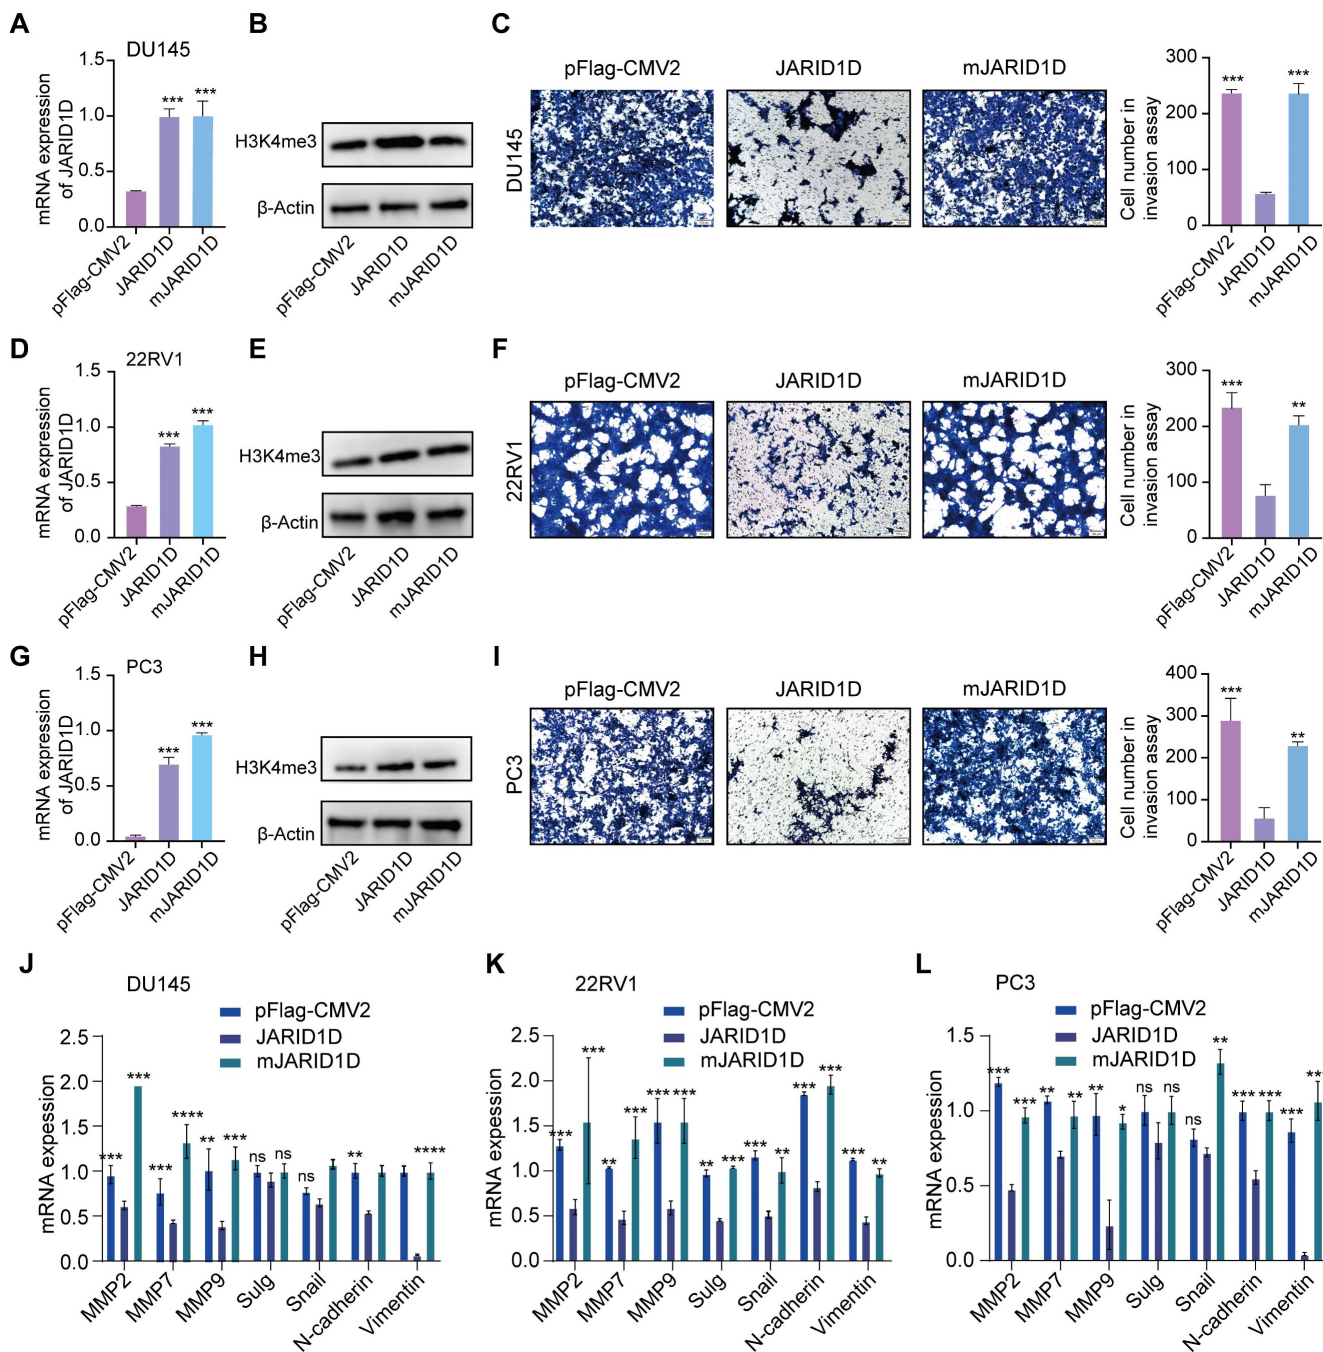 A
DU145
mRNA expression
of JARID1D
1.5
1.0
0.5
0.0
***
***
pFlag-CMV2
JARID1D
mJARID1D
B
H3K4me3
β-Actin
pFlag-CMV2
JARID1D
mJARID1D
C
pFlag-CMV2
JARID1D
mJARID1D
DU145
Cell number in
invasion assay
300
200
100
0
***
***
pFlag-CMV2
JARID1D
mJARID1D
D
22RV1
mRNA expression
of JARID1D
1.5
1.0
0.5
0.0
***
***
pFlag-CMV2
JARID1D
mJARID1D
E
H3K4me3
β-Actin
pFlag-CMV2
JARID1D
mJARID1D
F
pFlag-CMV2
JARID1D
mJARID1D
22RV1
Cell number in
invasion assay
300
200
100
0
***
**
pFlag-CMV2
JARID1D
mJARID1D
G
PC3
mRNA expression
of JARID1D
1.5
1.0
0.5
0.0
***
***
pFlag-CMV2
JARID1D
mJARID1D
H
H3K4me3
β-Actin
pFlag-CMV2
JARID1D
mJARID1D
I
pFlag-CMV2
JARID1D
mJARID1D
PC3
Cell number in
invasion assay
400
300
200
100
0
***
**
pFlag-CMV2
JARID1D
mJARID1D
J
DU145
pFlag-CMV2
JARID1D
mJARID1D
mRNA expession
2.5
2.0
1.5
1.0
0.5
0.0
*** *** *** **** ** *** ns ns ns ** ****
MMP2
MMP7
MMP9
Sulg
Snail
N-cadherin
Vimentin
K
22RV1
pFlag-CMV2
JARID1D
mJARID1D
mRNA expession
2.5
2.0
1.5
1.0
0.5
0.0
*** *** ** *** *** *** ** *** *** ** *** *** *** **
MMP2
MMP7
MMP9
Sulg
Snail
N-cadherin
Vimentin
L
PC3
pFlag-CMV2
JARID1D
mJARID1D
mRNA expession
1.5
1.0
0.5
0.0
*** *** ** ** ** * ns ns ns ** *** *** *** ***
MMP2
MMP7
MMP9
Sulg
Snail
N-cadherin
Vimentin